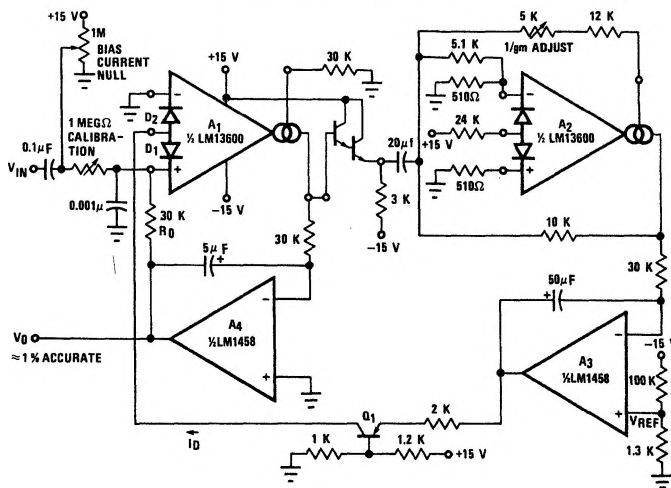 +15 V
1M
BIAS
CURRENT
NULL
1 MEGΩ
CALIBRA-
TION
0.1µF
VIN
0.001µ
D2
D1
A1
½ LM13600
+15 V
−15 V
30 K
30 K
RD
5µF
+
30 K
3 K
−15 V
20µf
+15 V
5.1 K
510Ω
24 K
510Ω
5 K
1/gm ADJUST
12 K
A2
½ LM13600
10 K
30 K
50µF
+
A3
½LM1458
−15 V
100K
VREF
1.3 K
A4
½LM1458
VO
≈1% ACCURATE
ID
Q1
2 K
1 K
1.2 K
+15 V